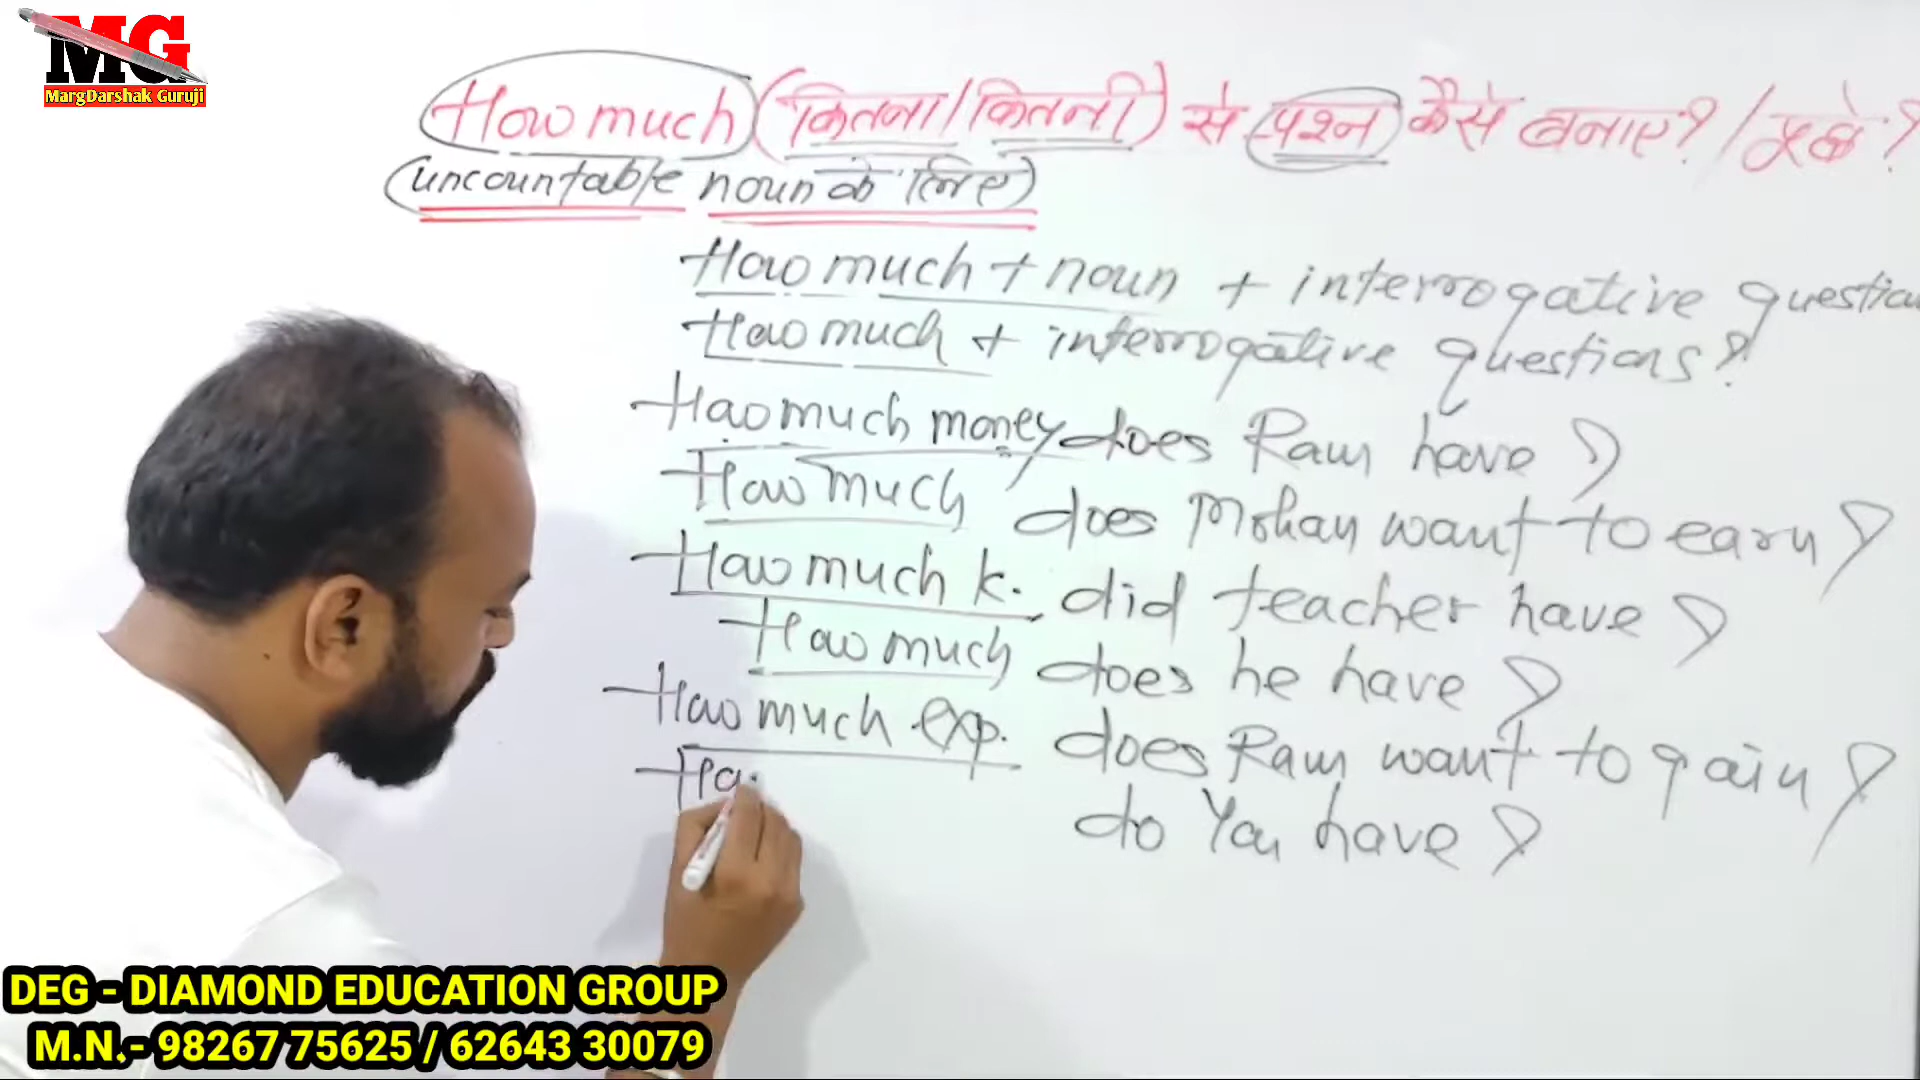 MG
MargDarshak Guruji
How much (कितना/कितनी) से प्रश्न कैसे बनाए? / पूछे?
(uncountable noun के लिए)
How much + noun + interrogative question
How much + interrogative questions?
How much money does Ram have ?
How much does Mohan want to earn ?
How much k. did teacher have ?
How much does he have ?
How much exp. does Ram want to gain ?
Ho do you have ?
DEG - DIAMOND EDUCATION GROUP
M.N.- 98267 75625 / 62643 30079